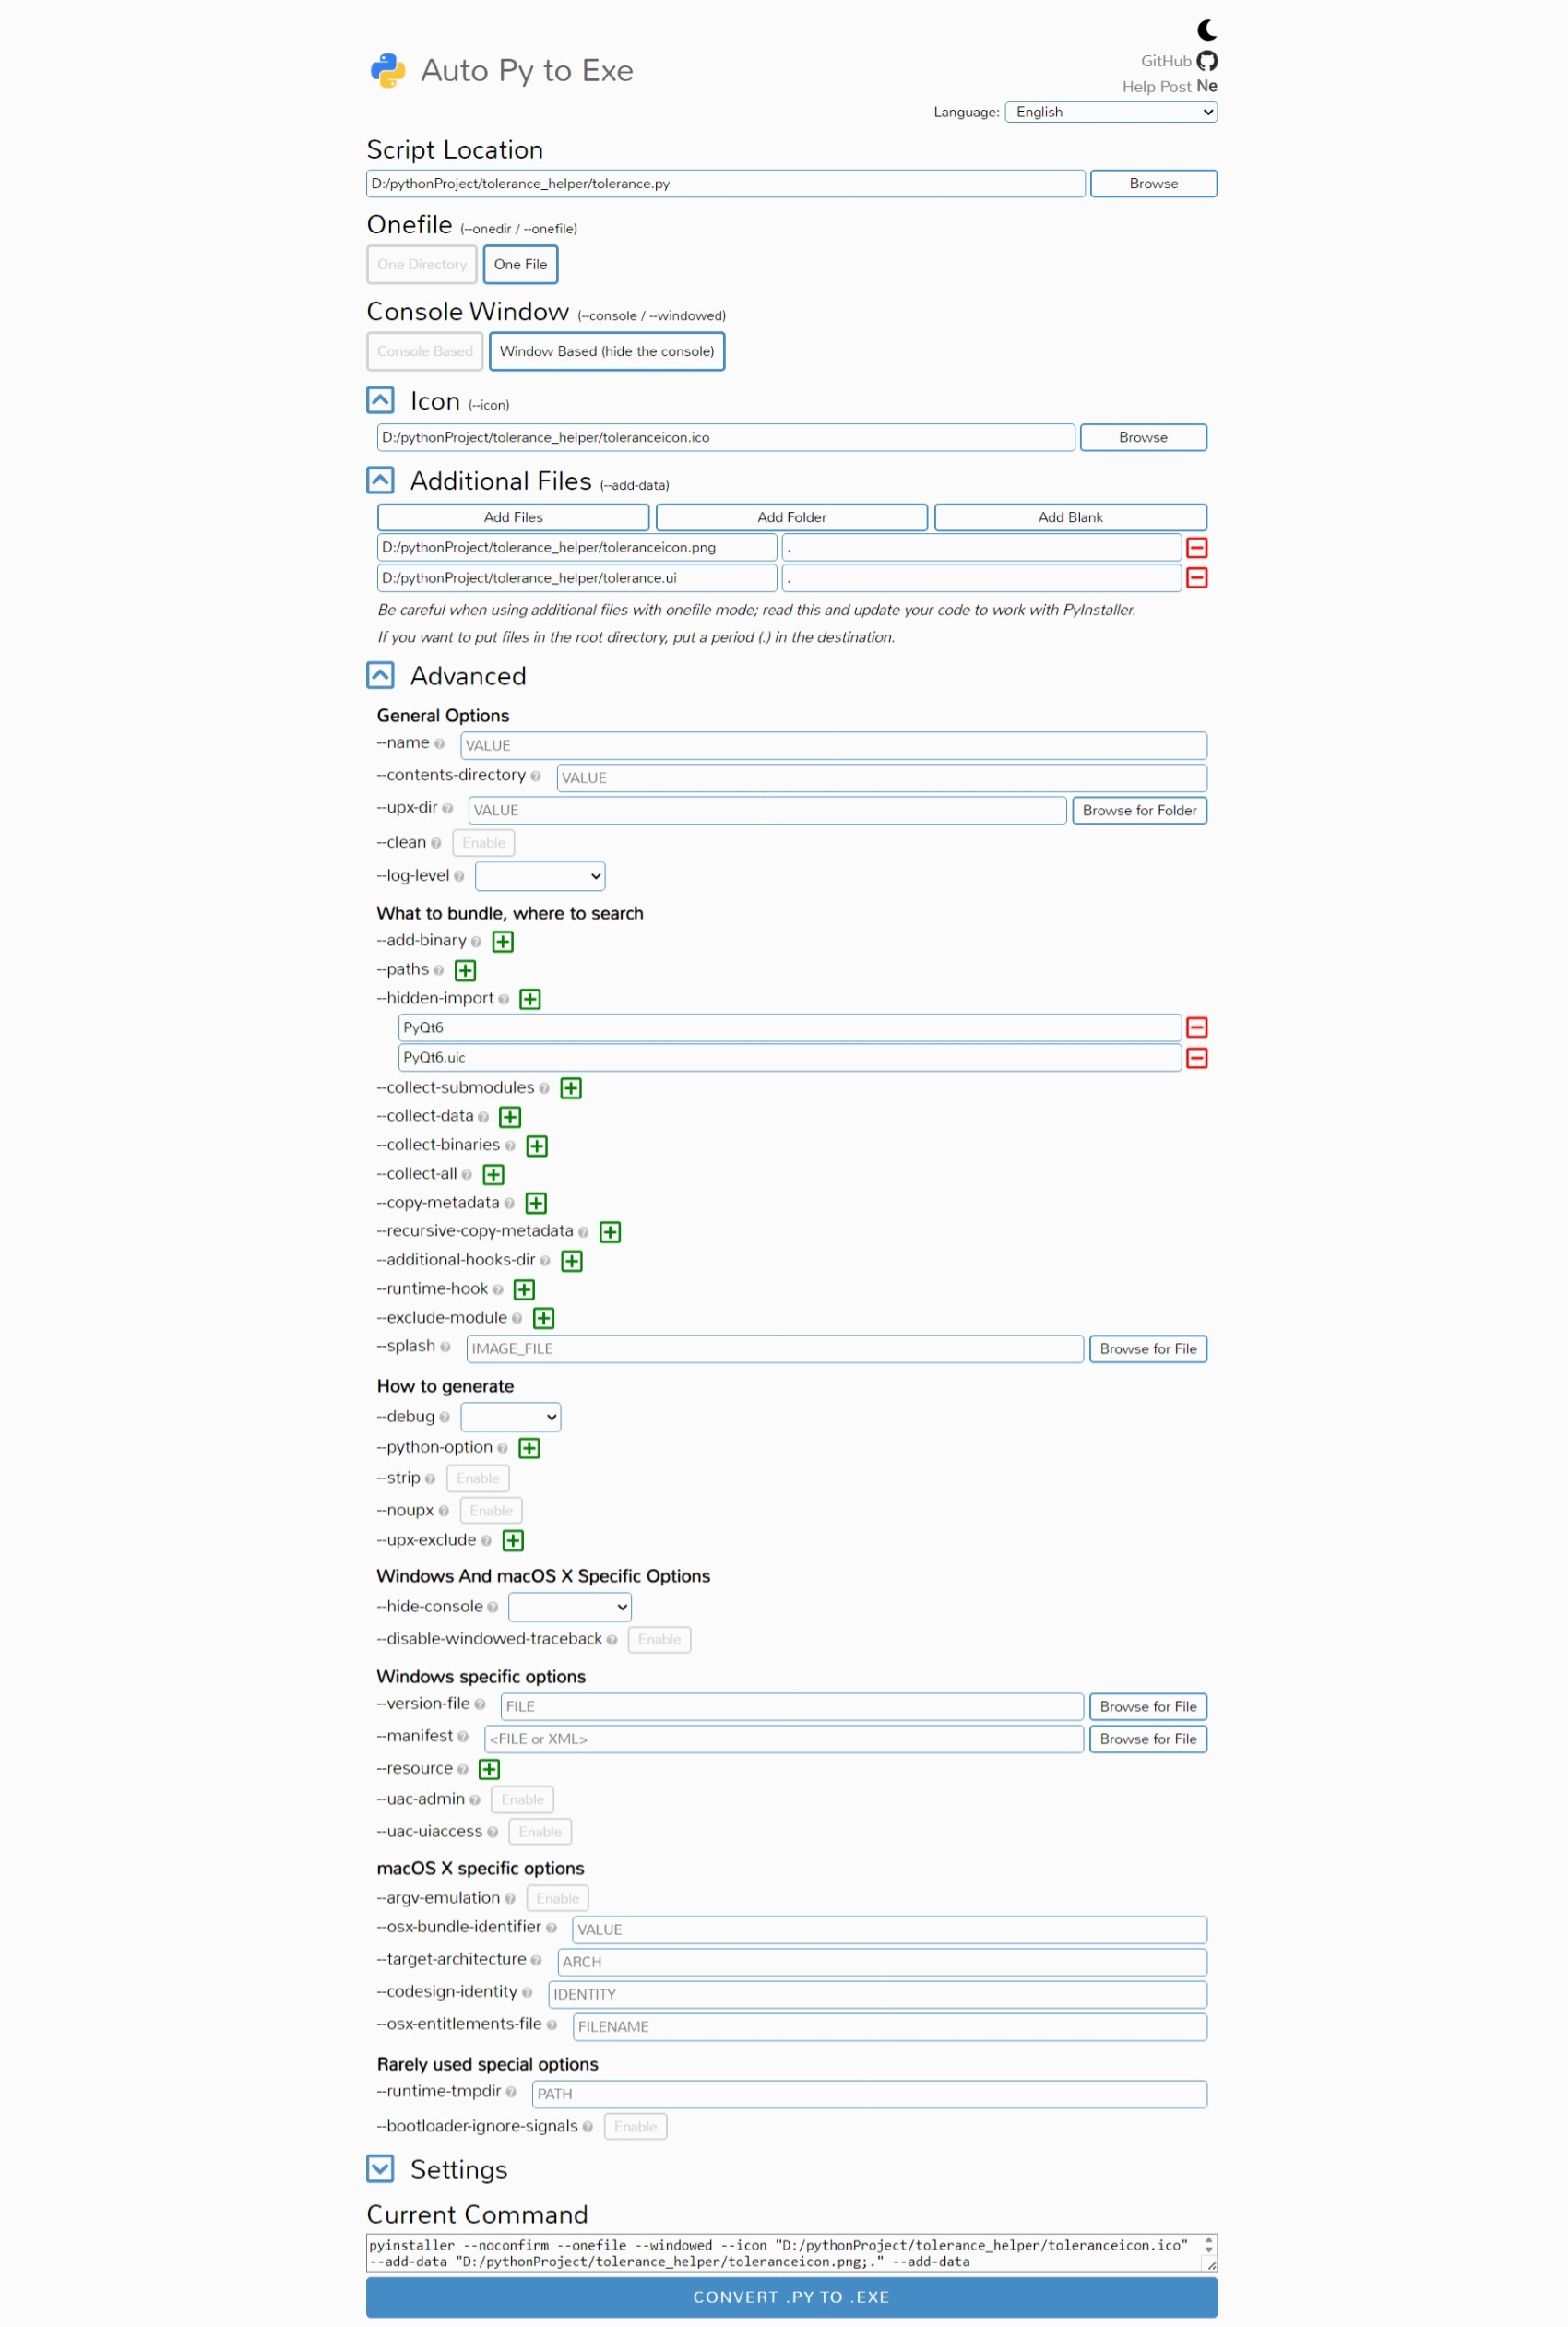 Auto Py to Exe
GitHub
Help Post Ne
Language: English
Script Location
D:/pythonProject/tolerance_helper/tolerance.py Browse
Onefile (--onedir / --onefile)
One Directory One File
Console Window (--console / --windowed)
Console Based Window Based (hide the console)
Icon (--icon)
D:/pythonProject/tolerance_helper/toleranceicon.ico Browse
Additional Files (--add-data)
Add Files Add Folder Add Blank
D:/pythonProject/tolerance_helper/toleranceicon.png .
D:/pythonProject/tolerance_helper/tolerance.ui .
Be careful when using additional files with onefile mode; read this and update your code to work with PyInstaller.
If you want to put files in the root directory, put a period (.) in the destination.
Advanced
General Options
--name ? VALUE
--contents-directory ? VALUE
--upx-dir ? VALUE Browse for Folder
--clean ? Enable
--log-level ?
What to bundle, where to search
--add-binary ?
--paths ?
--hidden-import ?
PyQt6
PyQt6.uic
--collect-submodules ?
--collect-data ?
--collect-binaries ?
--collect-all ?
--copy-metadata ?
--recursive-copy-metadata ?
--additional-hooks-dir ?
--runtime-hook ?
--exclude-module ?
--splash ? IMAGE_FILE Browse for File
How to generate
--debug ?
--python-option ?
--strip ? Enable
--noupx ? Enable
--upx-exclude ?
Windows And macOS X Specific Options
--hide-console ?
--disable-windowed-traceback ? Enable
Windows specific options
--version-file ? FILE Browse for File
--manifest ? <FILE or XML> Browse for File
--resource ?
--uac-admin ? Enable
--uac-uiaccess ? Enable
macOS X specific options
--argv-emulation ? Enable
--osx-bundle-identifier ? VALUE
--target-architecture ? ARCH
--codesign-identity ? IDENTITY
--osx-entitlements-file ? FILENAME
Rarely used special options
--runtime-tmpdir ? PATH
--bootloader-ignore-signals ? Enable
Settings
Current Command
pyinstaller --noconfirm --onefile --windowed --icon "D:/pythonProject/tolerance_helper/toleranceicon.ico"
--add-data "D:/pythonProject/tolerance_helper/toleranceicon.png;." --add-data
CONVERT .PY TO .EXE